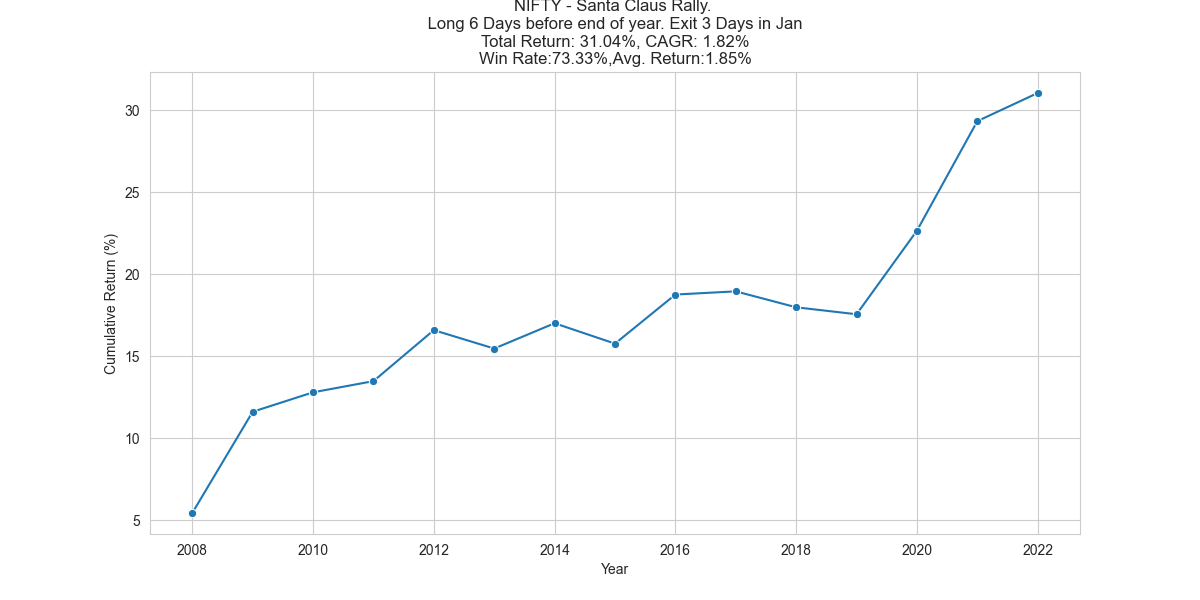 NIFTY - Santa Claus Rally.
Long 6 Days before end of year. Exit 3 Days in Jan
Total Return: 31.04%, CAGR: 1.82%
Win Rate:73.33%,Avg. Return:1.85%
30
25
20
15
10
5
Cumulative Return (%)
2008 2010 2012 2014 2016 2018 2020 2022
Year